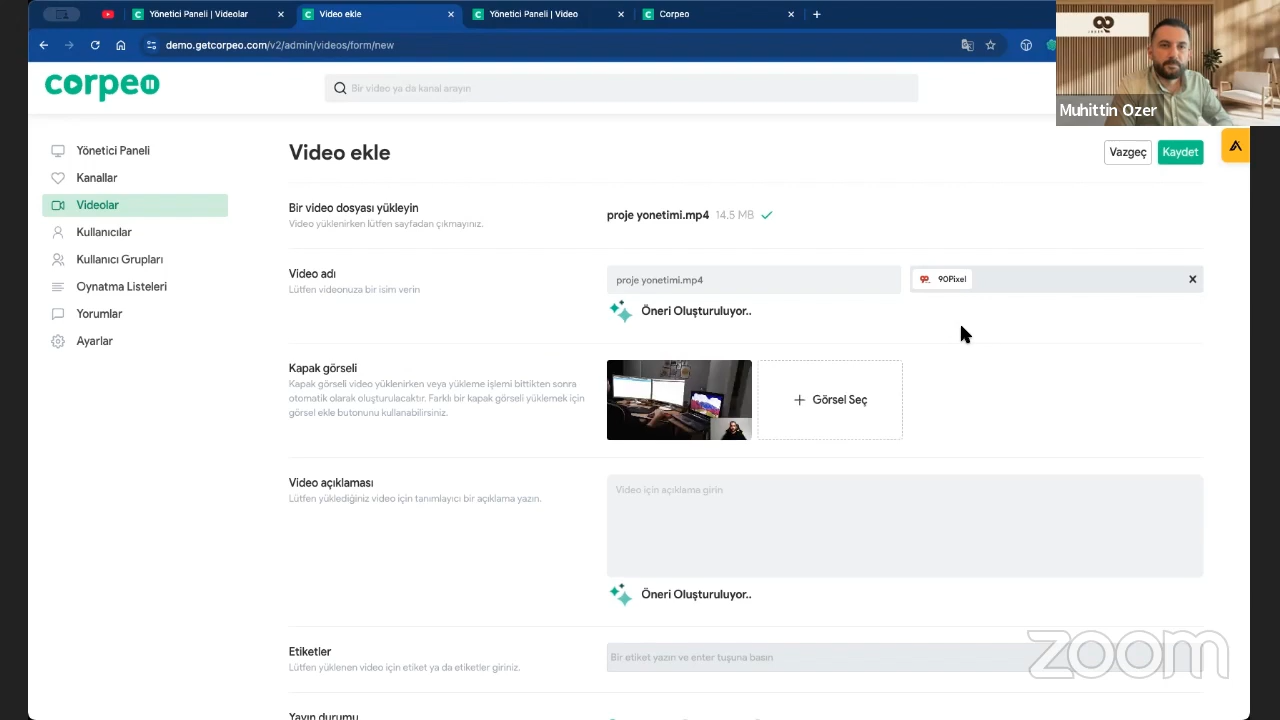 Yönetici Paneli | Videolar
Video ekle
Yönetici Paneli | Video
Corpeo
demo.getcorpeo.com/v2/admin/videos/form/new
Muhittin Ozer
corpeo
Bir video ya da kanal arayın
Yönetici Paneli
Kanallar
Videolar
Kullanıcılar
Kullanıcı Grupları
Oynatma Listeleri
Yorumlar
Ayarlar
Video ekle
Vazgeç
Kaydet
Bir video dosyası yükleyin
Video yüklenirken lütfen sayfadan çıkmayınız.
proje yonetimi.mp4 14.5 MB
Video adı
Lütfen videonuza bir isim verin
proje yonetimi.mp4
90Pixel
Öneri Oluşturuluyor..
Kapak görseli
Kapak görseli video yüklenirken veya yükleme işlemi bittikten sonra
otomatik olarak oluşturulacaktır. Farklı bir kapak görseli yüklemek için
görsel ekle butonunu kullanabilirsiniz.
Görsel Seç
Video açıklaması
Lütfen yüklediğiniz video için tanımlayıcı bir açıklama yazın.
Video için açıklama girin
Öneri Oluşturuluyor..
Etiketler
Lütfen yüklenen video için etiket ya da etiketler giriniz.
Bir etiket yazın ve enter tuşuna basın
zoom
Yayın durumu